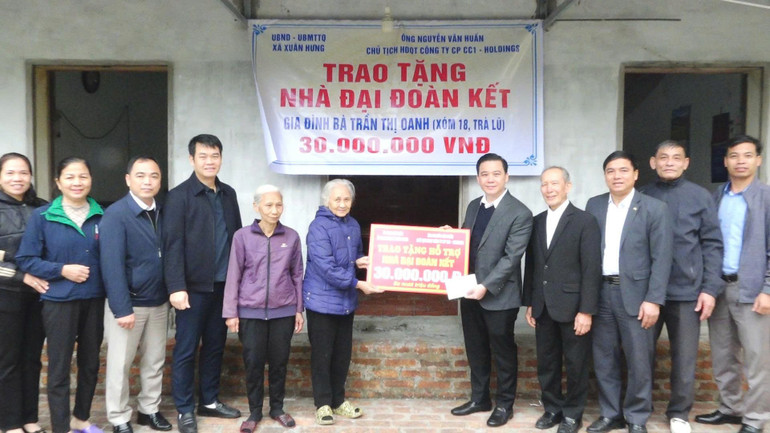 UBND - UBMTTQ
XÃ XUÂN HƯNG
ÔNG NGUYỄN VĂN HUẤN
CHỦ TỊCH HĐQT CÔNG TY CP CC1 - HOLDINGS
TRAO TẶNG
NHÀ ĐẠI ĐOÀN KẾT
GIA ĐÌNH BÀ TRẦN THỊ OANH (XÓM 18, TRÀ LŨ)
30.000.000 VNĐ
TRAO TẶNG HỖ TRỢ
NHÀ ĐẠI ĐOÀN KẾT
30.000.000 Đ